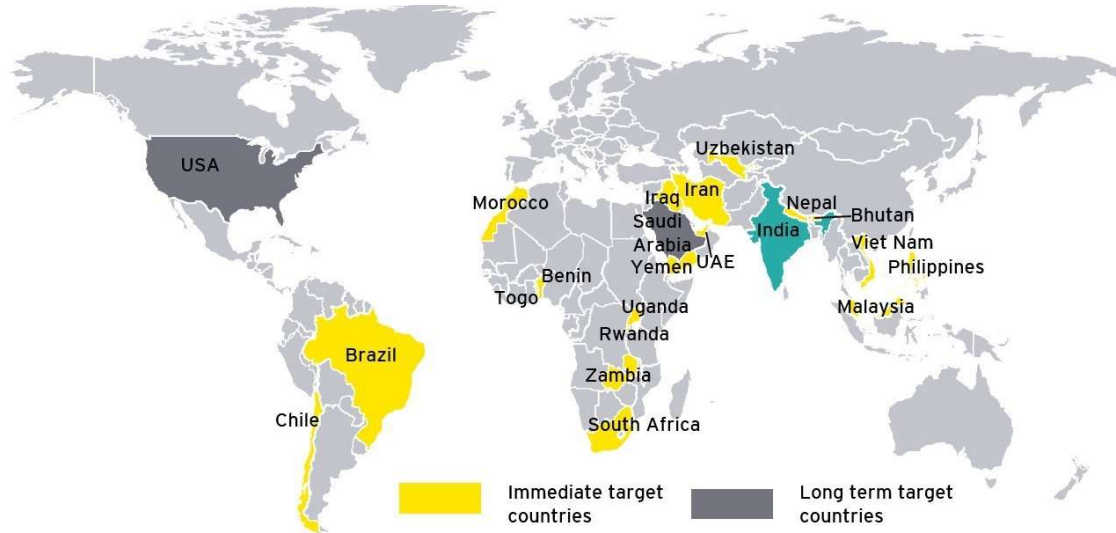 Uzbekistan
USA
Iraq
Iran
Morocco
Nepal
Saudi
Arabia
Bhutan
India
Viet Nam
Yemen
UAE
Benin
Philippines
Togo
Uganda
Malaysia
Rwanda
Brazil
Zambia
Chile
South Africa
Immediate target
countries
Long term target
countries